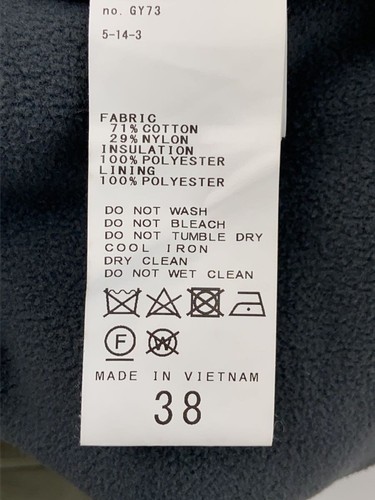 no. GY73
5-14-3
FABRIC
71% COTTON
29% NYLON
INSULATION
100% POLYESTER
LINING
100% POLYESTER
DO NOT WASH
DO NOT BLEACH
DO NOT TUMBLE DRY
COOL IRON
DRY CLEAN
DO NOT WET CLEAN
F W
MADE IN VIETNAM
38